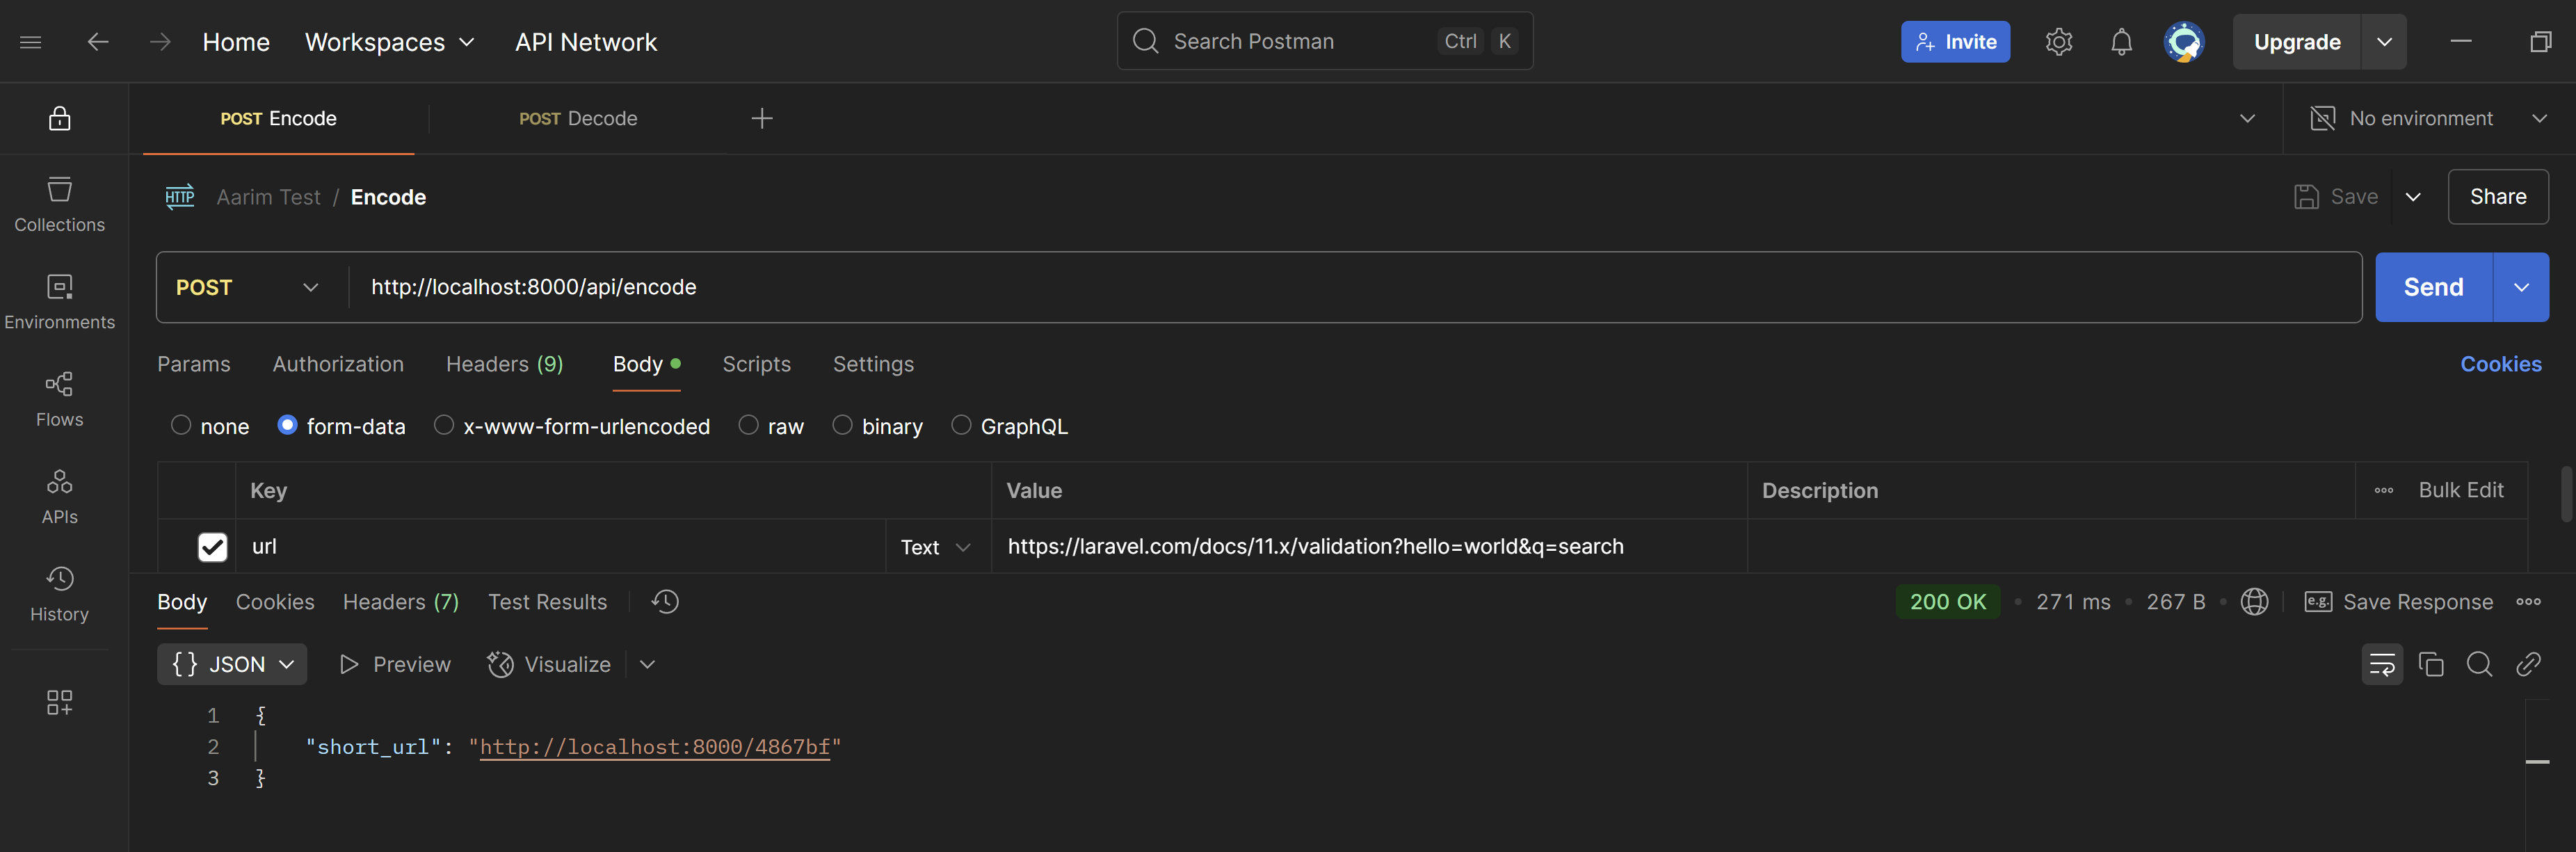 Home Workspaces API Network Search Postman Ctrl K Invite Upgrade
POST Encode POST Decode No environment
HTTP Aarim Test / Encode Save Share
POST http://localhost:8000/api/encode Send
Params Authorization Headers (9) Body Scripts Settings Cookies
none form-data x-www-form-urlencoded raw binary GraphQL
Key Value Description Bulk Edit
url Text https://laravel.com/docs/11.x/validation?hello=world&q=search
Body Cookies Headers (7) Test Results 200 OK 271 ms 267 B e.g. Save Response
{} JSON Preview Visualize
1 {
2 "short_url": "http://localhost:8000/4867bf"
3 }
Collections
Environments
Flows
APIs
History